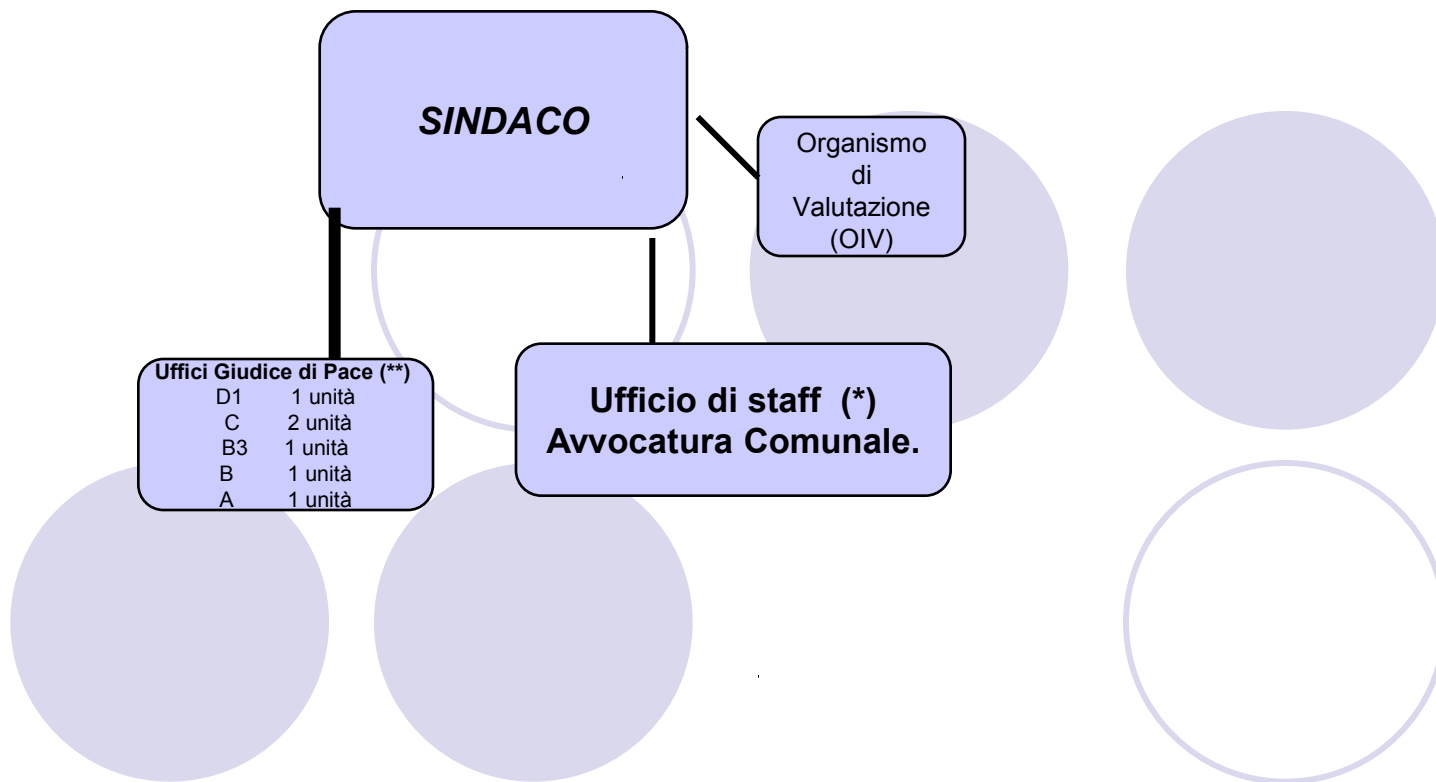 SINDACO
Organismo
di
Valutazione
(OIV)
Uffici Giudice di Pace (**)
D1 1 unità
C 2 unità
B3 1 unità
B 1 unità
A 1 unità
Ufficio di staff (*)
Avvocatura Comunale.